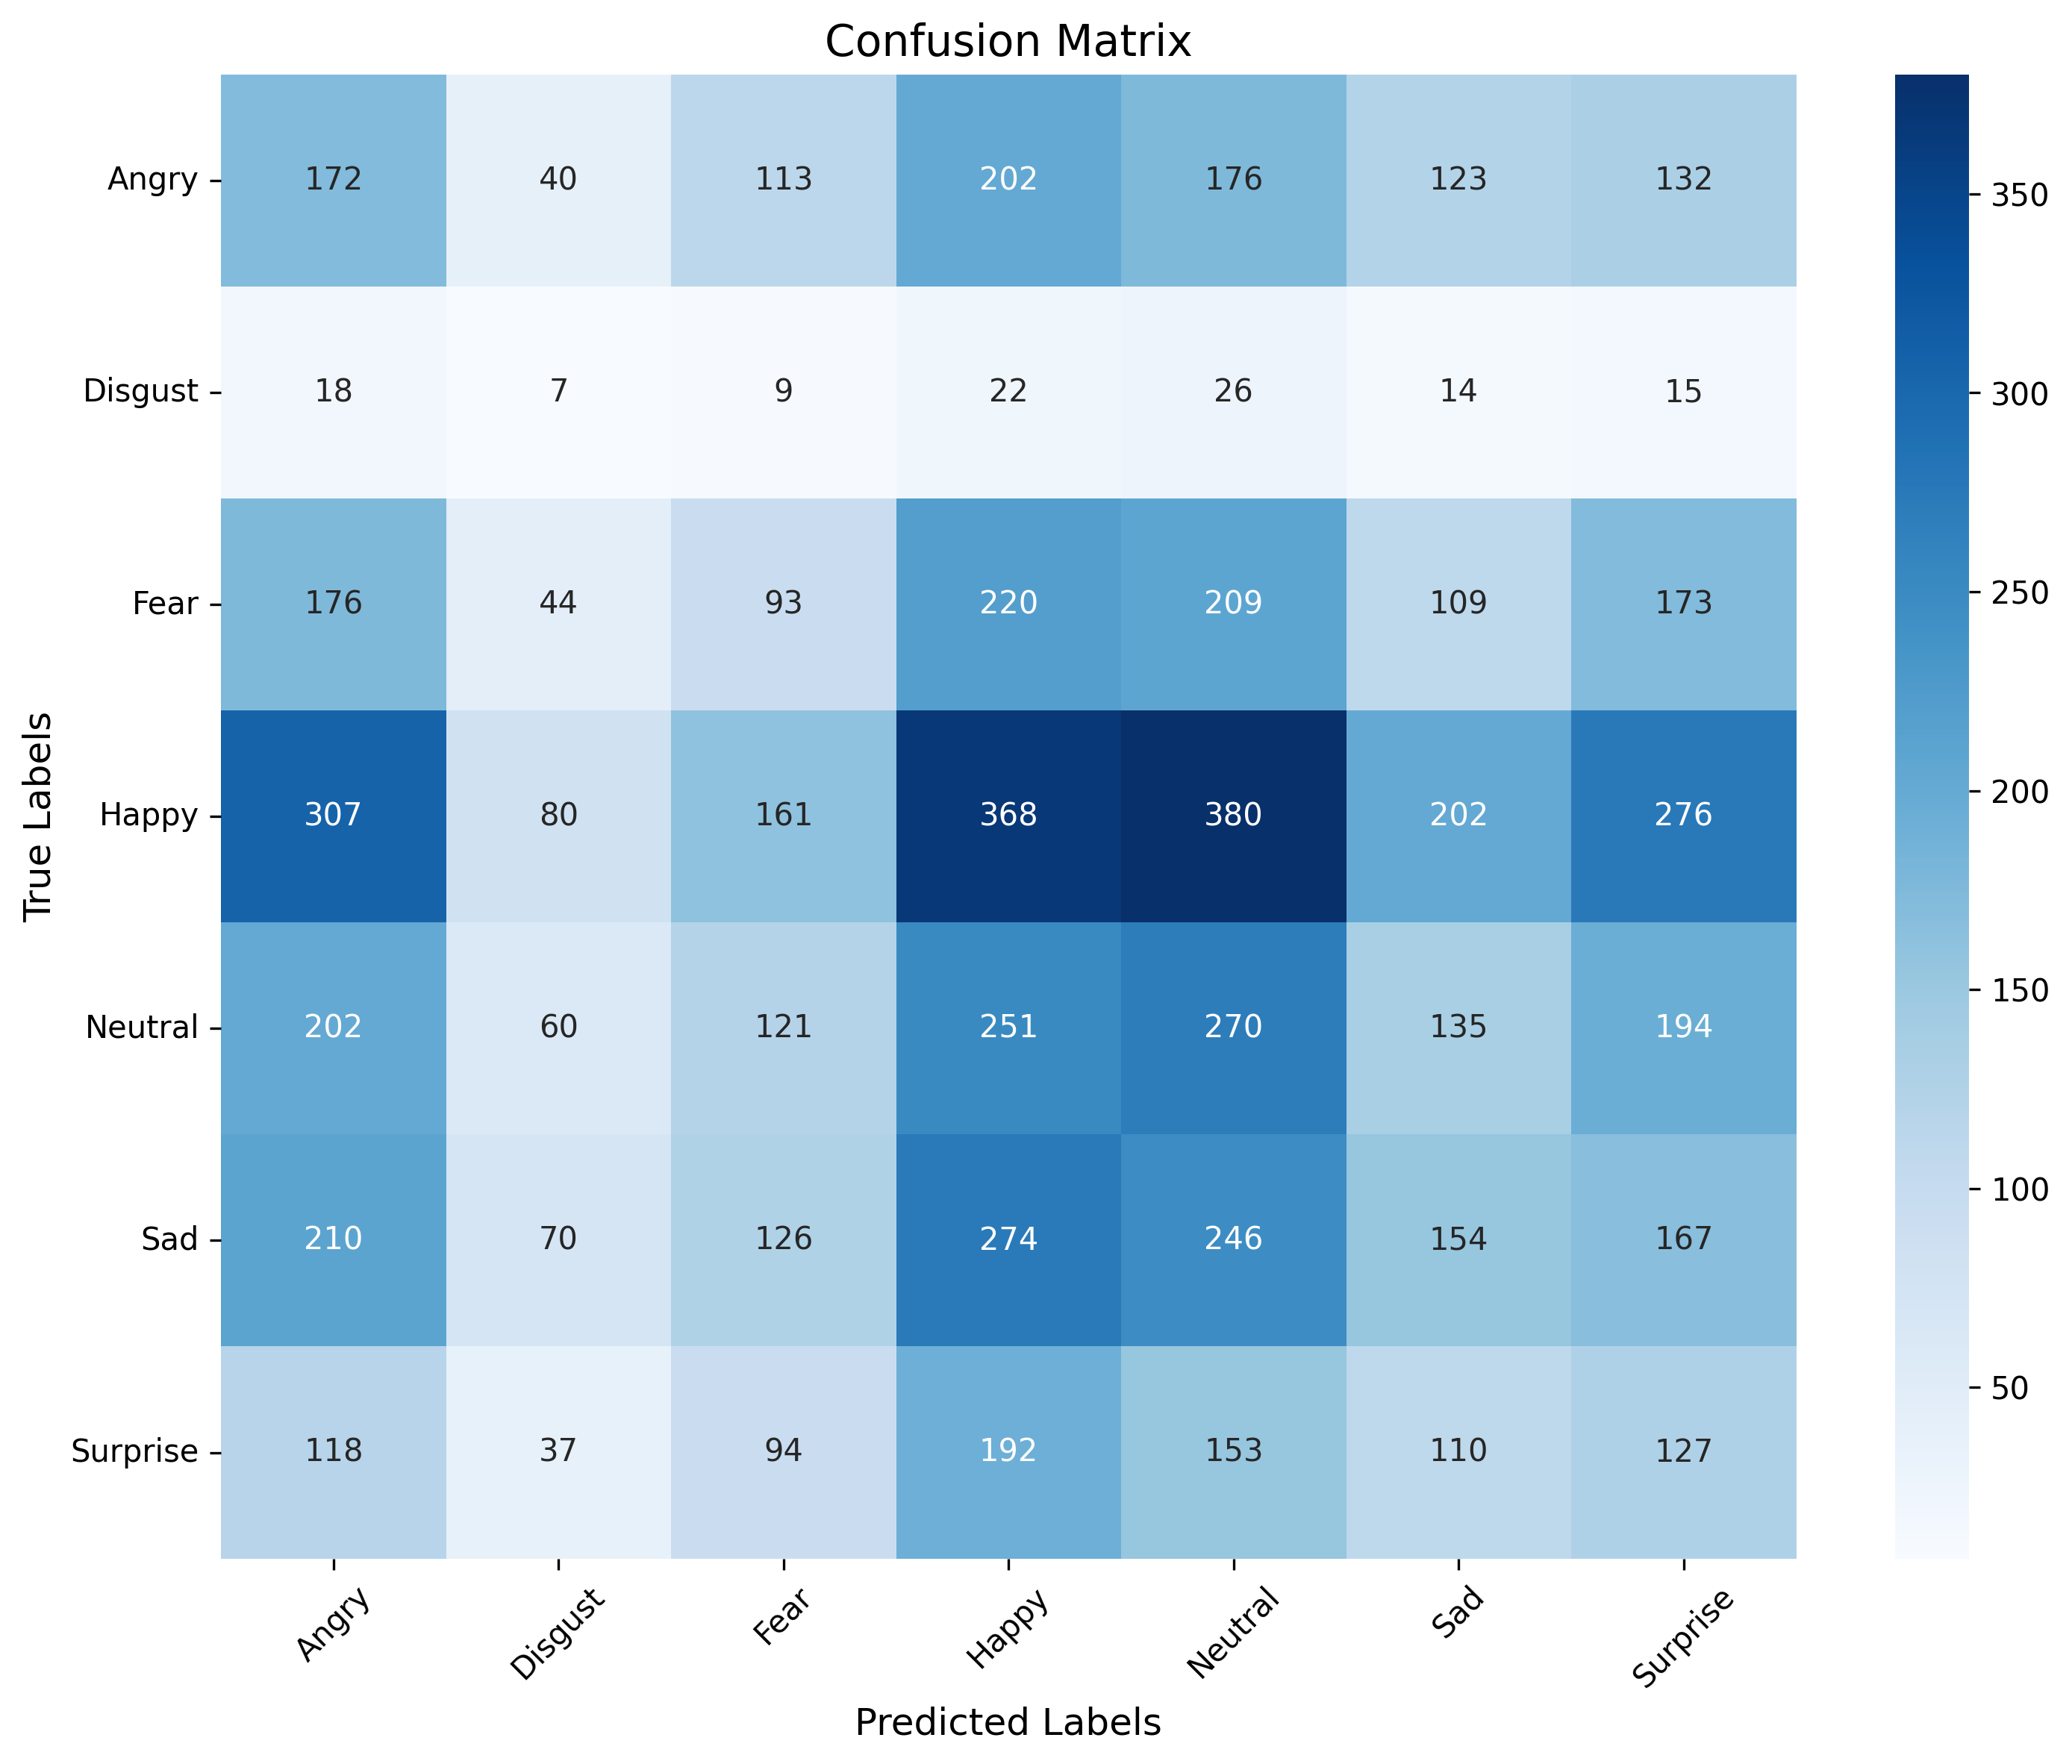 Confusion Matrix
True Labels
Angry 172 40 113 202 176 123 132
Disgust 18 7 9 22 26 14 15
Fear 176 44 93 220 209 109 173
Happy 307 80 161 368 380 202 276
Neutral 202 60 121 251 270 135 194
Sad 210 70 126 274 246 154 167
Surprise 118 37 94 192 153 110 127
Angry Disgust Fear Happy Neutral Sad Surprise
Predicted Labels
350
300
250
200
150
100
50